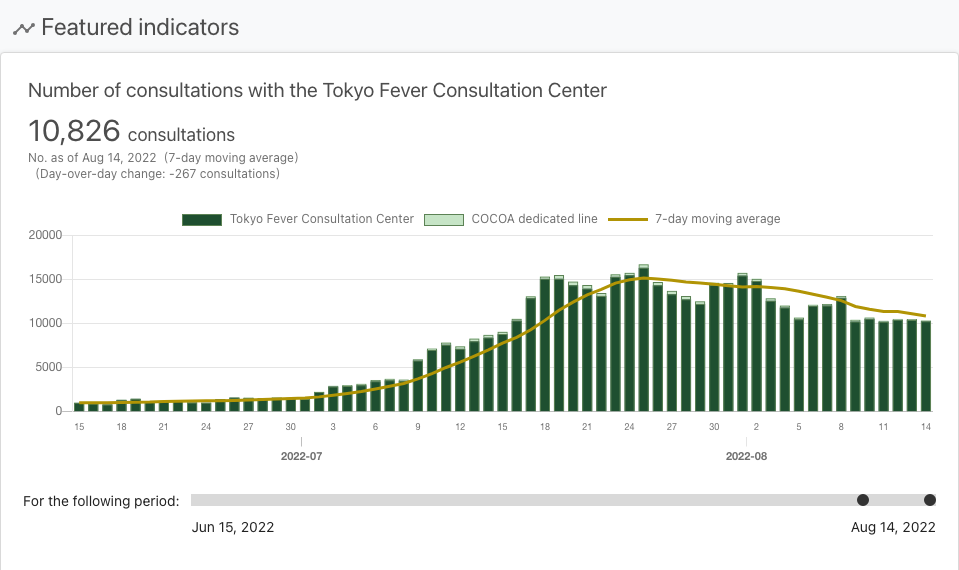 Featured indicators
Number of consultations with the Tokyo Fever Consultation Center
10,826 consultations
No. as of Aug 14, 2022 (7-day moving average)
(Day-over-day change: -267 consultations)
Tokyo Fever Consultation Center COCOA dedicated line 7-day moving average
20000
15000
10000
5000
0
15 18 21 24 27 30 3 6 9 12 15 18 21 24 27 30 2 5 8 11 14
2022-07 2022-08
For the following period:
Jun 15, 2022 Aug 14, 2022